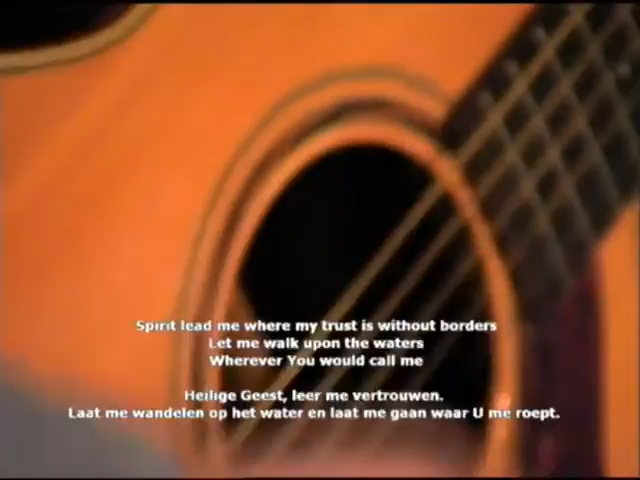 Spirit lead me where my trust is without borders
Let me walk upon the waters
Wherever You would call me
Heilige Geest, leer me vertrouwen.
Laat me wandelen op het water en laat me gaan waar U me roept.